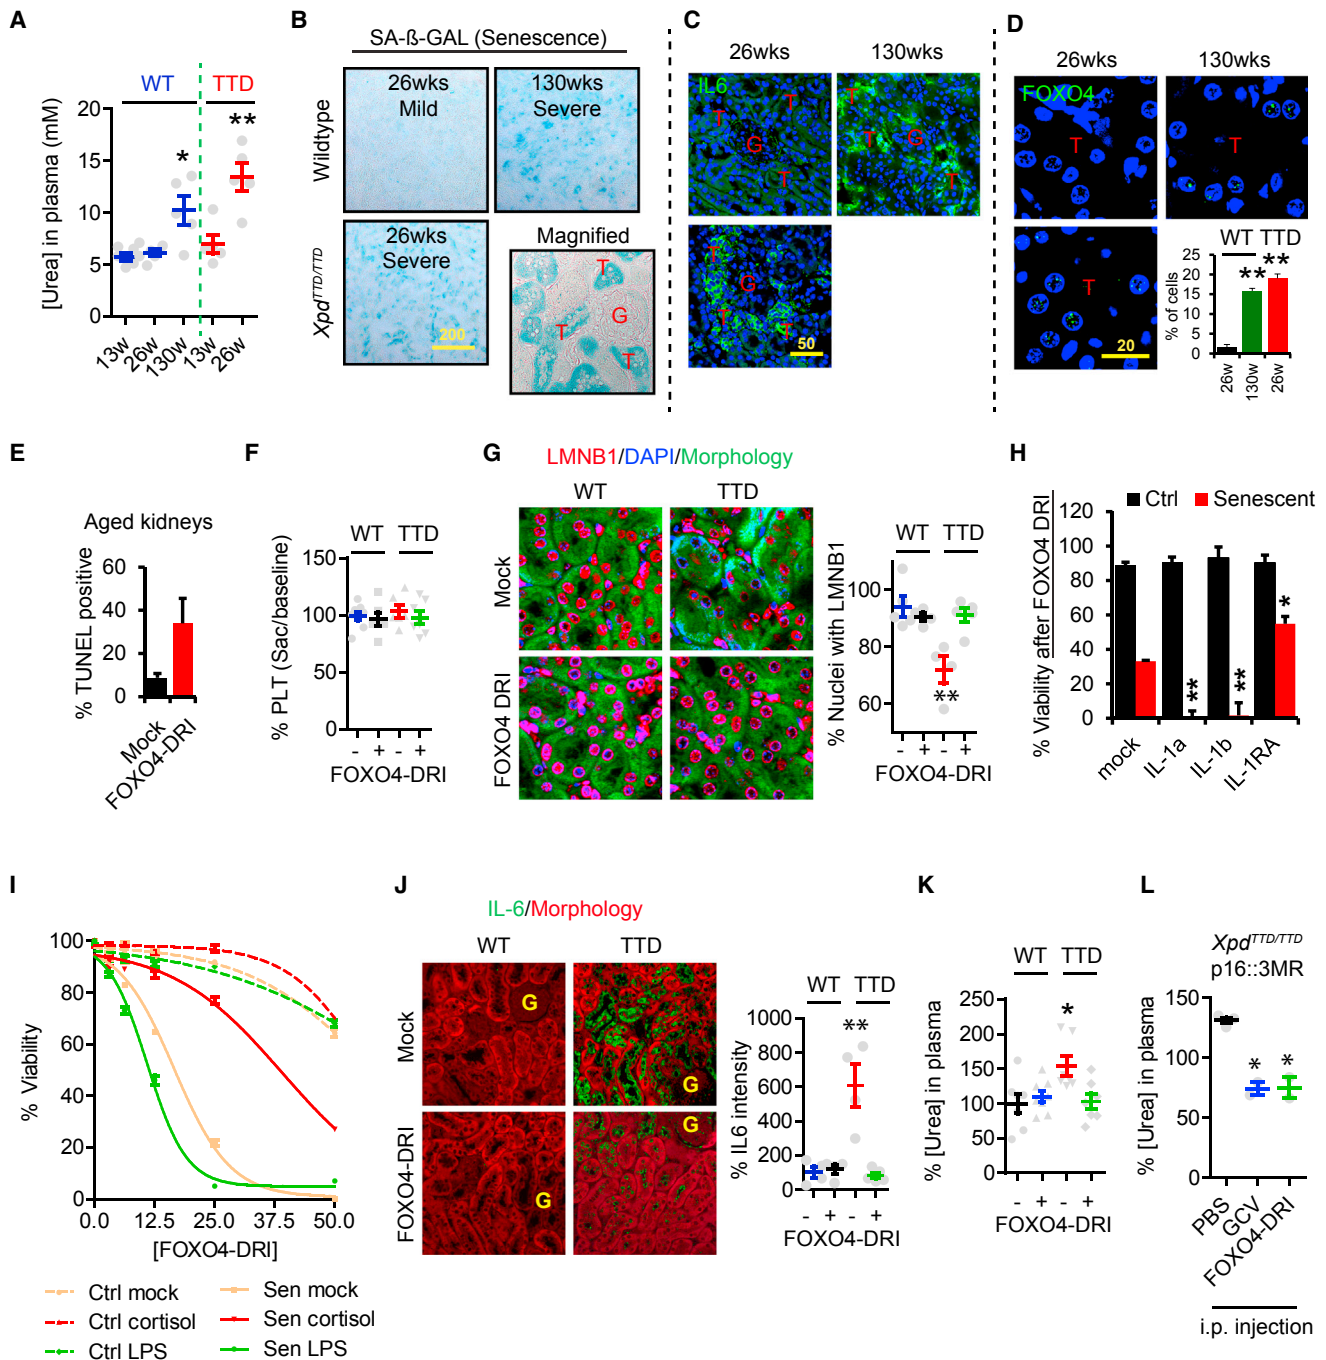 A
WT
TTD
[Urea] in plasma (mM)
20
15
10
5
0
*
**
13w
26w
130w
13w
26w
B
SA-ß-GAL (Senescence)
Wildtype
26wks
Mild
130wks
Severe
Xpd^TTD/TTD
26wks
Severe
200
Magnified
T
T
G
T
C
26wks
130wks
IL6
T
T
G
T
T
T
G
T
T
G
T
T
50
D
26wks
130wks
FOXO4
T
T
T
20
WT TTD
% of cells
25
20
15
10
5
0
**
**
26w
130w
26w
E
Aged kidneys
% TUNEL positive
60
40
20
0
Mock
FOXO4-DRI
F
% PLT (Sac/baseline)
WT TTD
150
100
50
0
- + - +
FOXO4-DRI
G
LMNB1/DAPI/Morphology
WT
TTD
Mock
FOXO4 DRI
% Nuclei with LMNB1
WT TTD
100
80
60
**
- + - +
FOXO4-DRI
H
Ctrl
Senescent
% Viability after FOXO4 DRI
120
100
80
60
40
20
0
**
**
*
mock
IL-1a
IL-1b
IL-1RA
I
% Viability
100
80
60
40
20
0
0.0 12.5 25.0 37.5 50.0
[FOXO4-DRI]
Ctrl mock
Ctrl cortisol
Ctrl LPS
Sen mock
Sen cortisol
Sen LPS
J
IL-6/Morphology
WT
TTD
Mock
FOXO4-DRI
G
G
G
G
% IL6 intensity
WT TTD
1000
800
600
400
200
0
**
- + - +
FOXO4-DRI
K
% [Urea] in plasma
WT TTD
250
200
150
100
50
0
*
- + - +
FOXO4-DRI
L
Xpd^TTD/TTD
p16::3MR
% [Urea] in plasma
150
100
50
0
*
*
PBS
GCV
FOXO4-DRI
i.p. injection